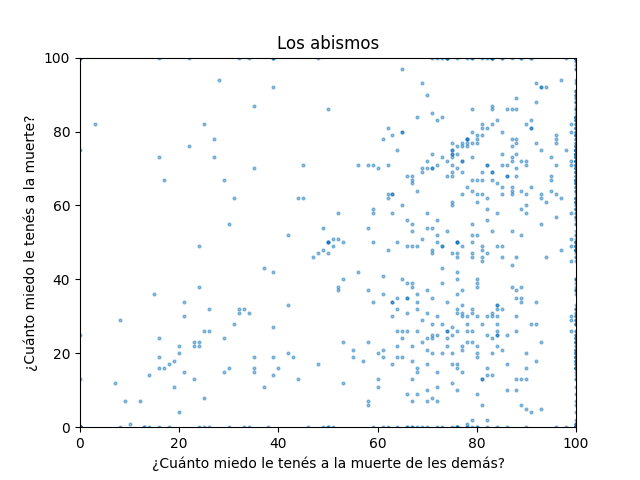 Los abismos
¿Cuánto miedo le tenés a la muerte?
100
80
60
40
20
0
0 20 40 60 80 100
¿Cuánto miedo le tenés a la muerte de les demás?